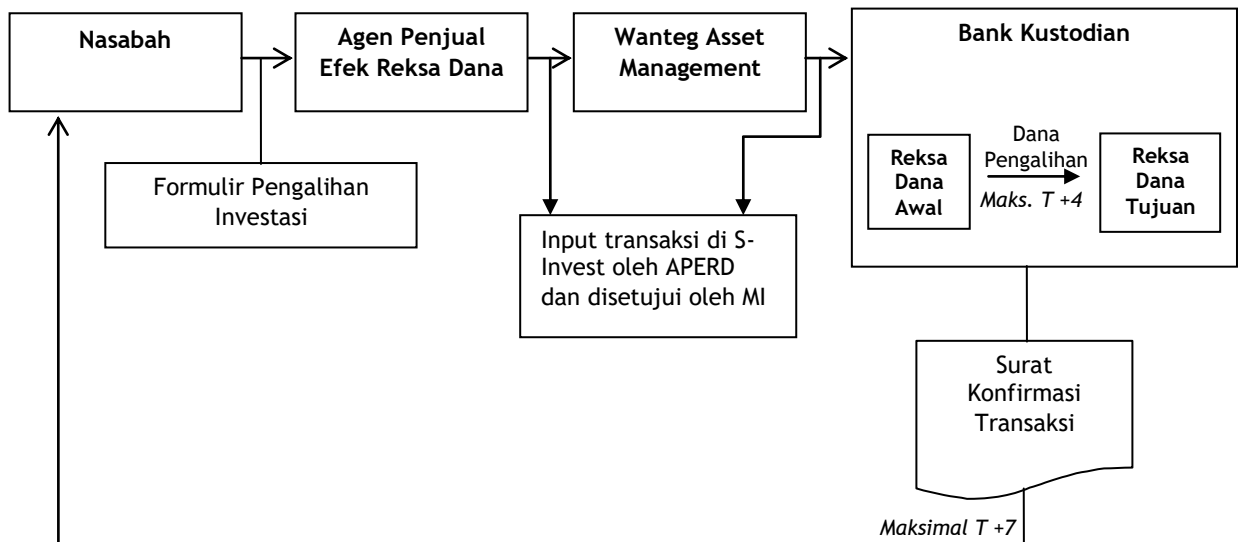 Nasabah
Agen Penjual
Efek Reksa Dana
Wanteg Asset
Management
Bank Kustodian
Formulir Pengalihan
Investasi
Input transaksi di S-
Invest oleh APERD
dan disetujui oleh MI
Reksa
Dana
Awal
Dana
Pengalihan
Maks. T +4
Reksa
Dana
Tujuan
Surat
Konfirmasi
Transaksi
Maksimal T +7